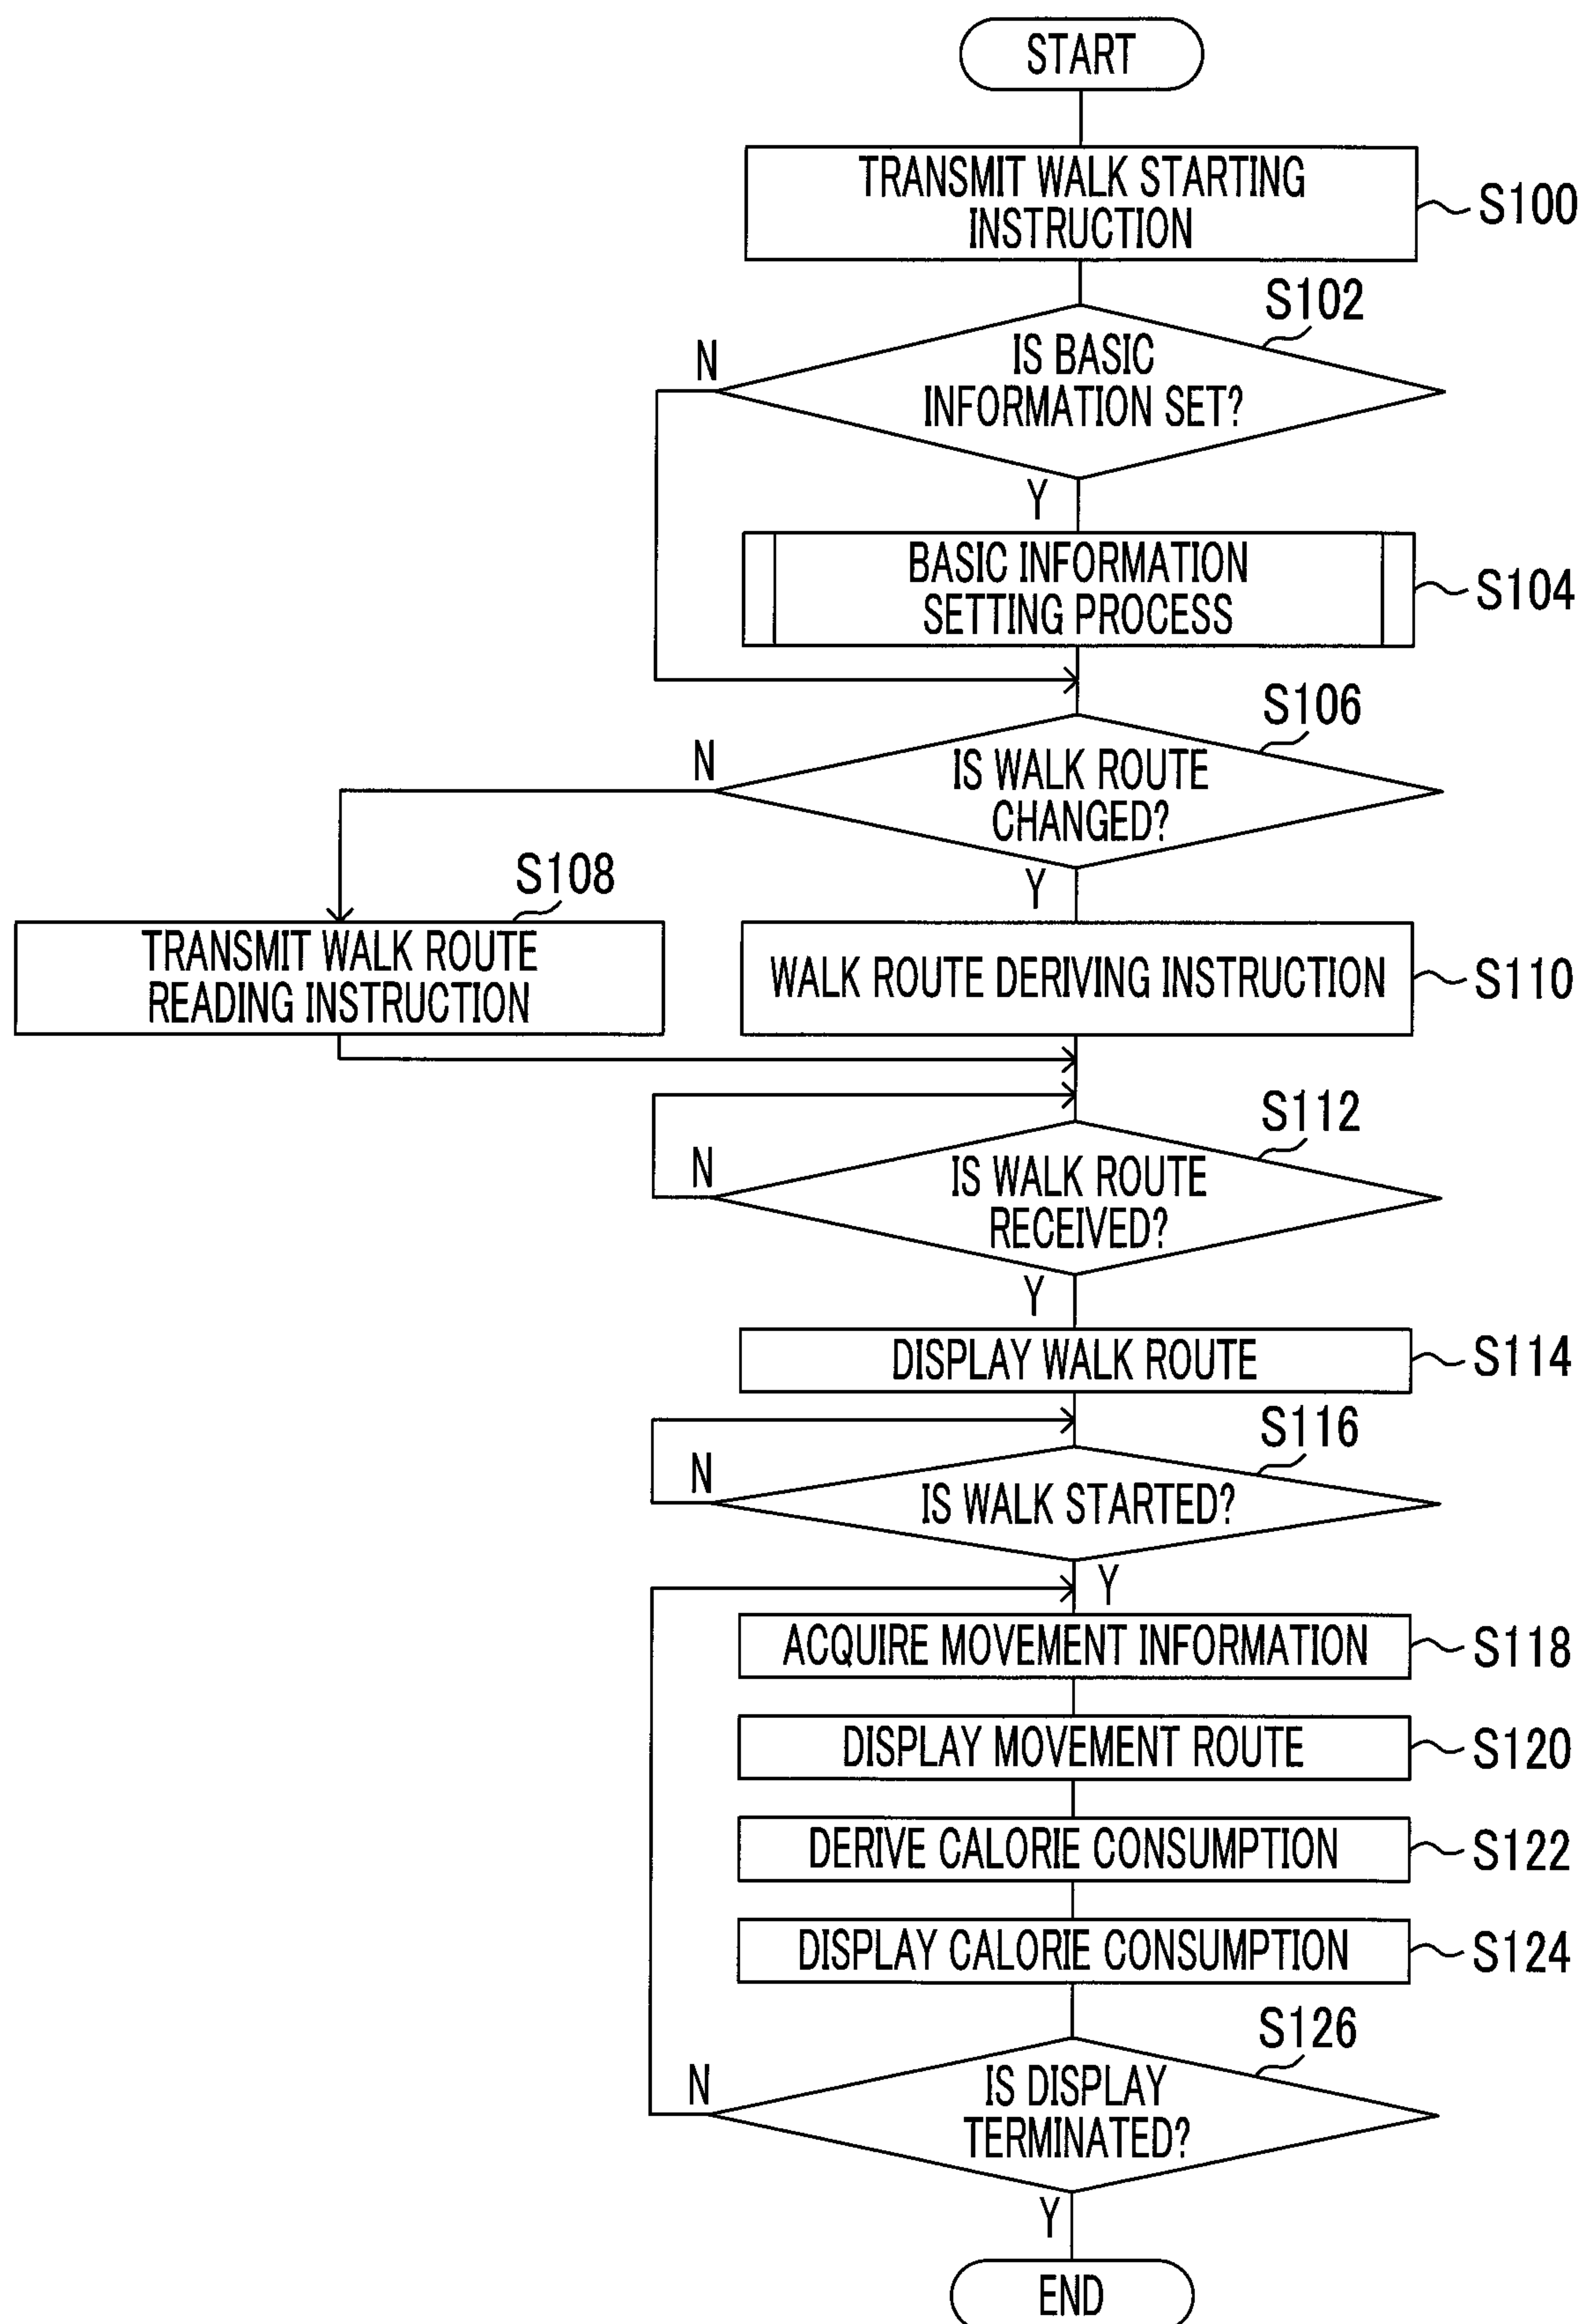 START
TRANSMIT WALK STARTING
INSTRUCTION
S100
S102
IS BASIC
INFORMATION SET?
N
Y
BASIC INFORMATION
SETTING PROCESS
S104
S106
IS WALK ROUTE
CHANGED?
N
Y
S108
TRANSMIT WALK ROUTE
READING INSTRUCTION
WALK ROUTE DERIVING INSTRUCTION
S110
S112
IS WALK ROUTE
RECEIVED?
N
Y
DISPLAY WALK ROUTE
S114
S116
IS WALK STARTED?
N
Y
ACQUIRE MOVEMENT INFORMATION
S118
DISPLAY MOVEMENT ROUTE
S120
DERIVE CALORIE CONSUMPTION
S122
DISPLAY CALORIE CONSUMPTION
S124
S126
IS DISPLAY
TERMINATED?
N
Y
END